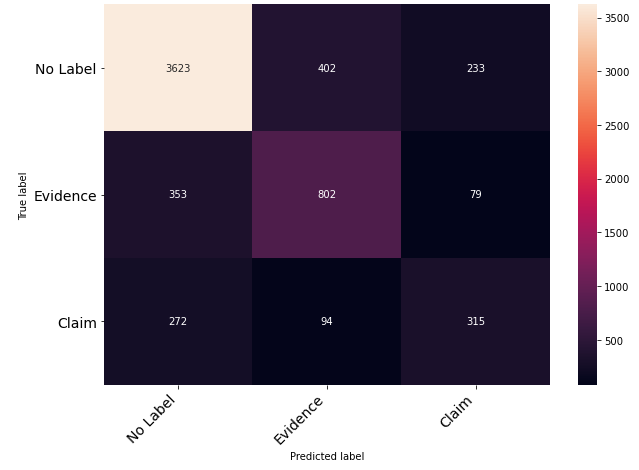 No Label 3623 402 233
Evidence 353 802 79
Claim 272 94 315
True label
No Label Evidence Claim
Predicted label
3500
3000
2500
2000
1500
1000
500